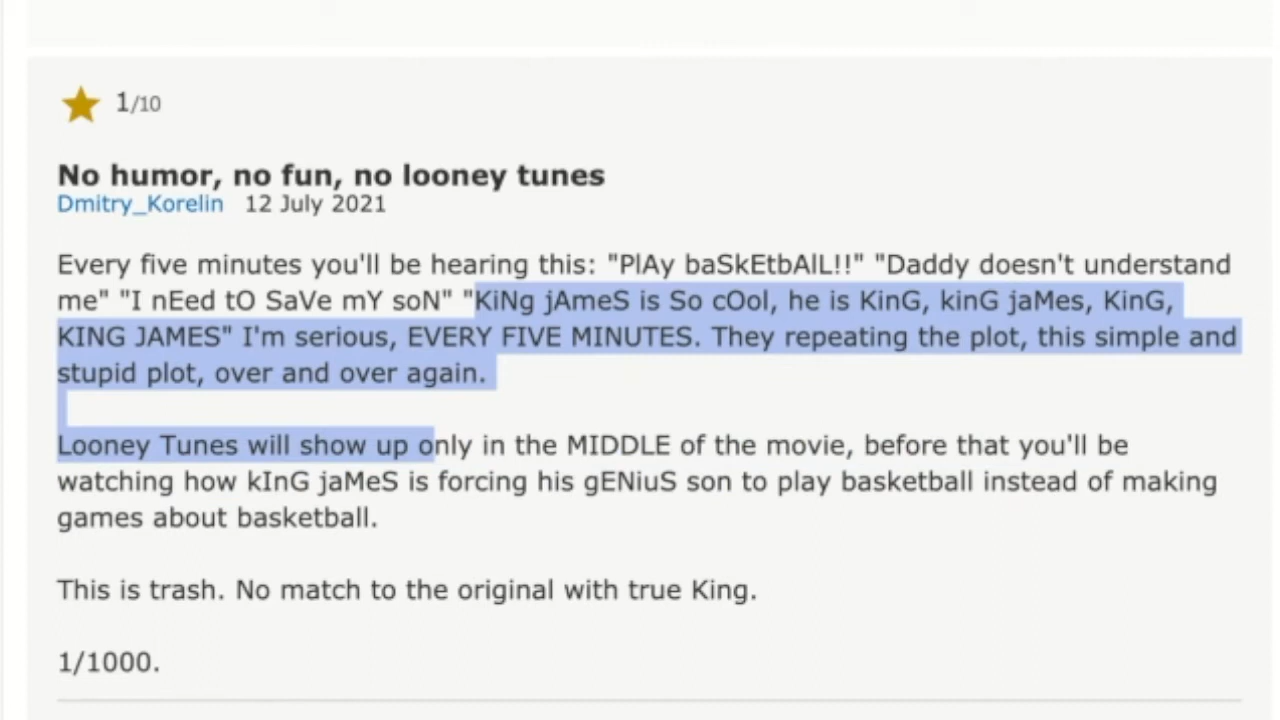 1/10
No humor, no fun, no looney tunes
Dmitry_Korelin 12 July 2021
Every five minutes you'll be hearing this: "PlAy baSkEtbAlL!!" "Daddy doesn't understand
me" "I nEed tO SaVe mY soN" "KiNg jAmeS is So cOol, he is KinG, kinG jaMes, KinG,
KING JAMES" I'm serious, EVERY FIVE MINUTES. They repeating the plot, this simple and
stupid plot, over and over again.
Looney Tunes will show up only in the MIDDLE of the movie, before that you'll be
watching how kInG jaMeS is forcing his gENiuS son to play basketball instead of making
games about basketball.
This is trash. No match to the original with true King.
1/1000.